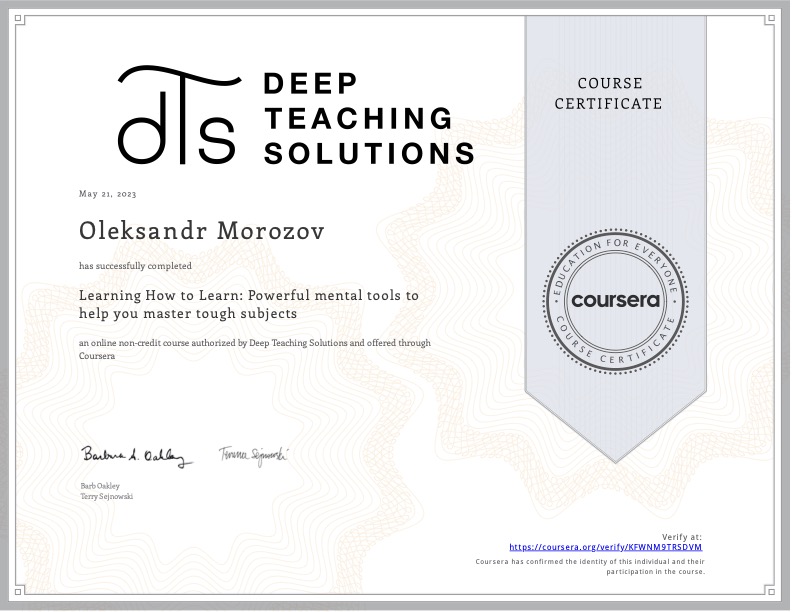 DEEP
TEACHING
SOLUTIONS
dTs
COURSE
CERTIFICATE
May 21, 2023
Oleksandr Morozov
has successfully completed
Learning How to Learn: Powerful mental tools to
help you master tough subjects
an online non-credit course authorized by Deep Teaching Solutions and offered through
Coursera
EDUCATION FOR EVERYONE
coursera
COURSE CERTIFICATE
Barbara A. Oakley
Terrence Sejnowski
Barb Oakley
Terry Sejnowski
Verify at:
https://coursera.org/verify/KFWNM9TRSDVM
Coursera has confirmed the identity of this individual and their
participation in the course.